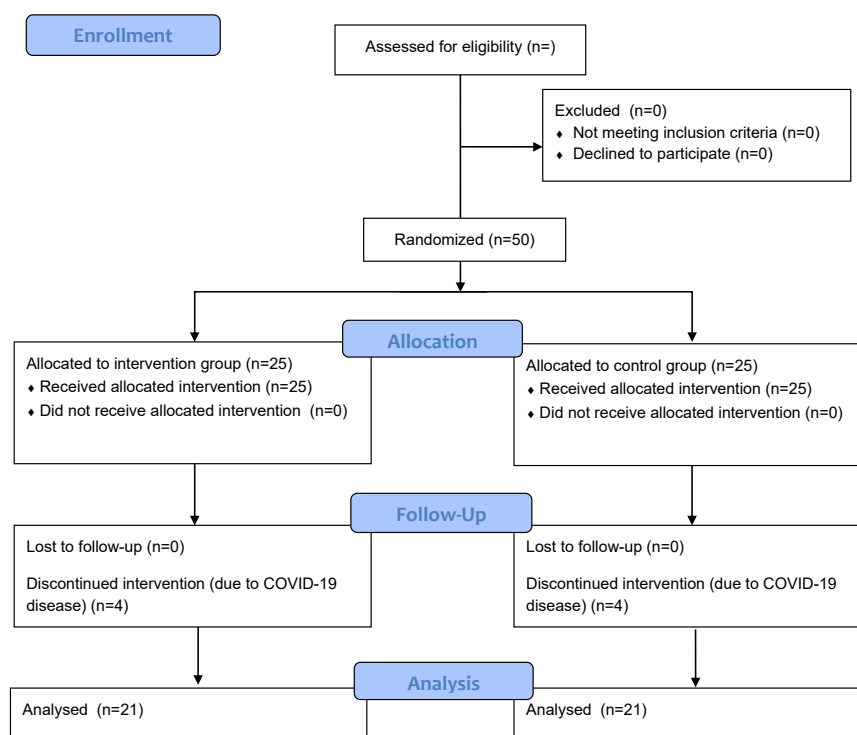 Enrollment
Assessed for eligibility (n=)
Excluded (n=0)
♦ Not meeting inclusion criteria (n=0)
♦ Declined to participate (n=0)
Randomized (n=50)
Allocation
Allocated to intervention group (n=25)
♦ Received allocated intervention (n=25)
♦ Did not receive allocated intervention (n=0)
Allocated to control group (n=25)
♦ Received allocated intervention (n=25)
♦ Did not receive allocated intervention (n=0)
Follow-Up
Lost to follow-up (n=0)
Discontinued intervention (due to COVID-19
disease) (n=4)
Lost to follow-up (n=0)
Discontinued intervention (due to COVID-19
disease) (n=4)
Analysis
Analysed (n=21)
Analysed (n=21)